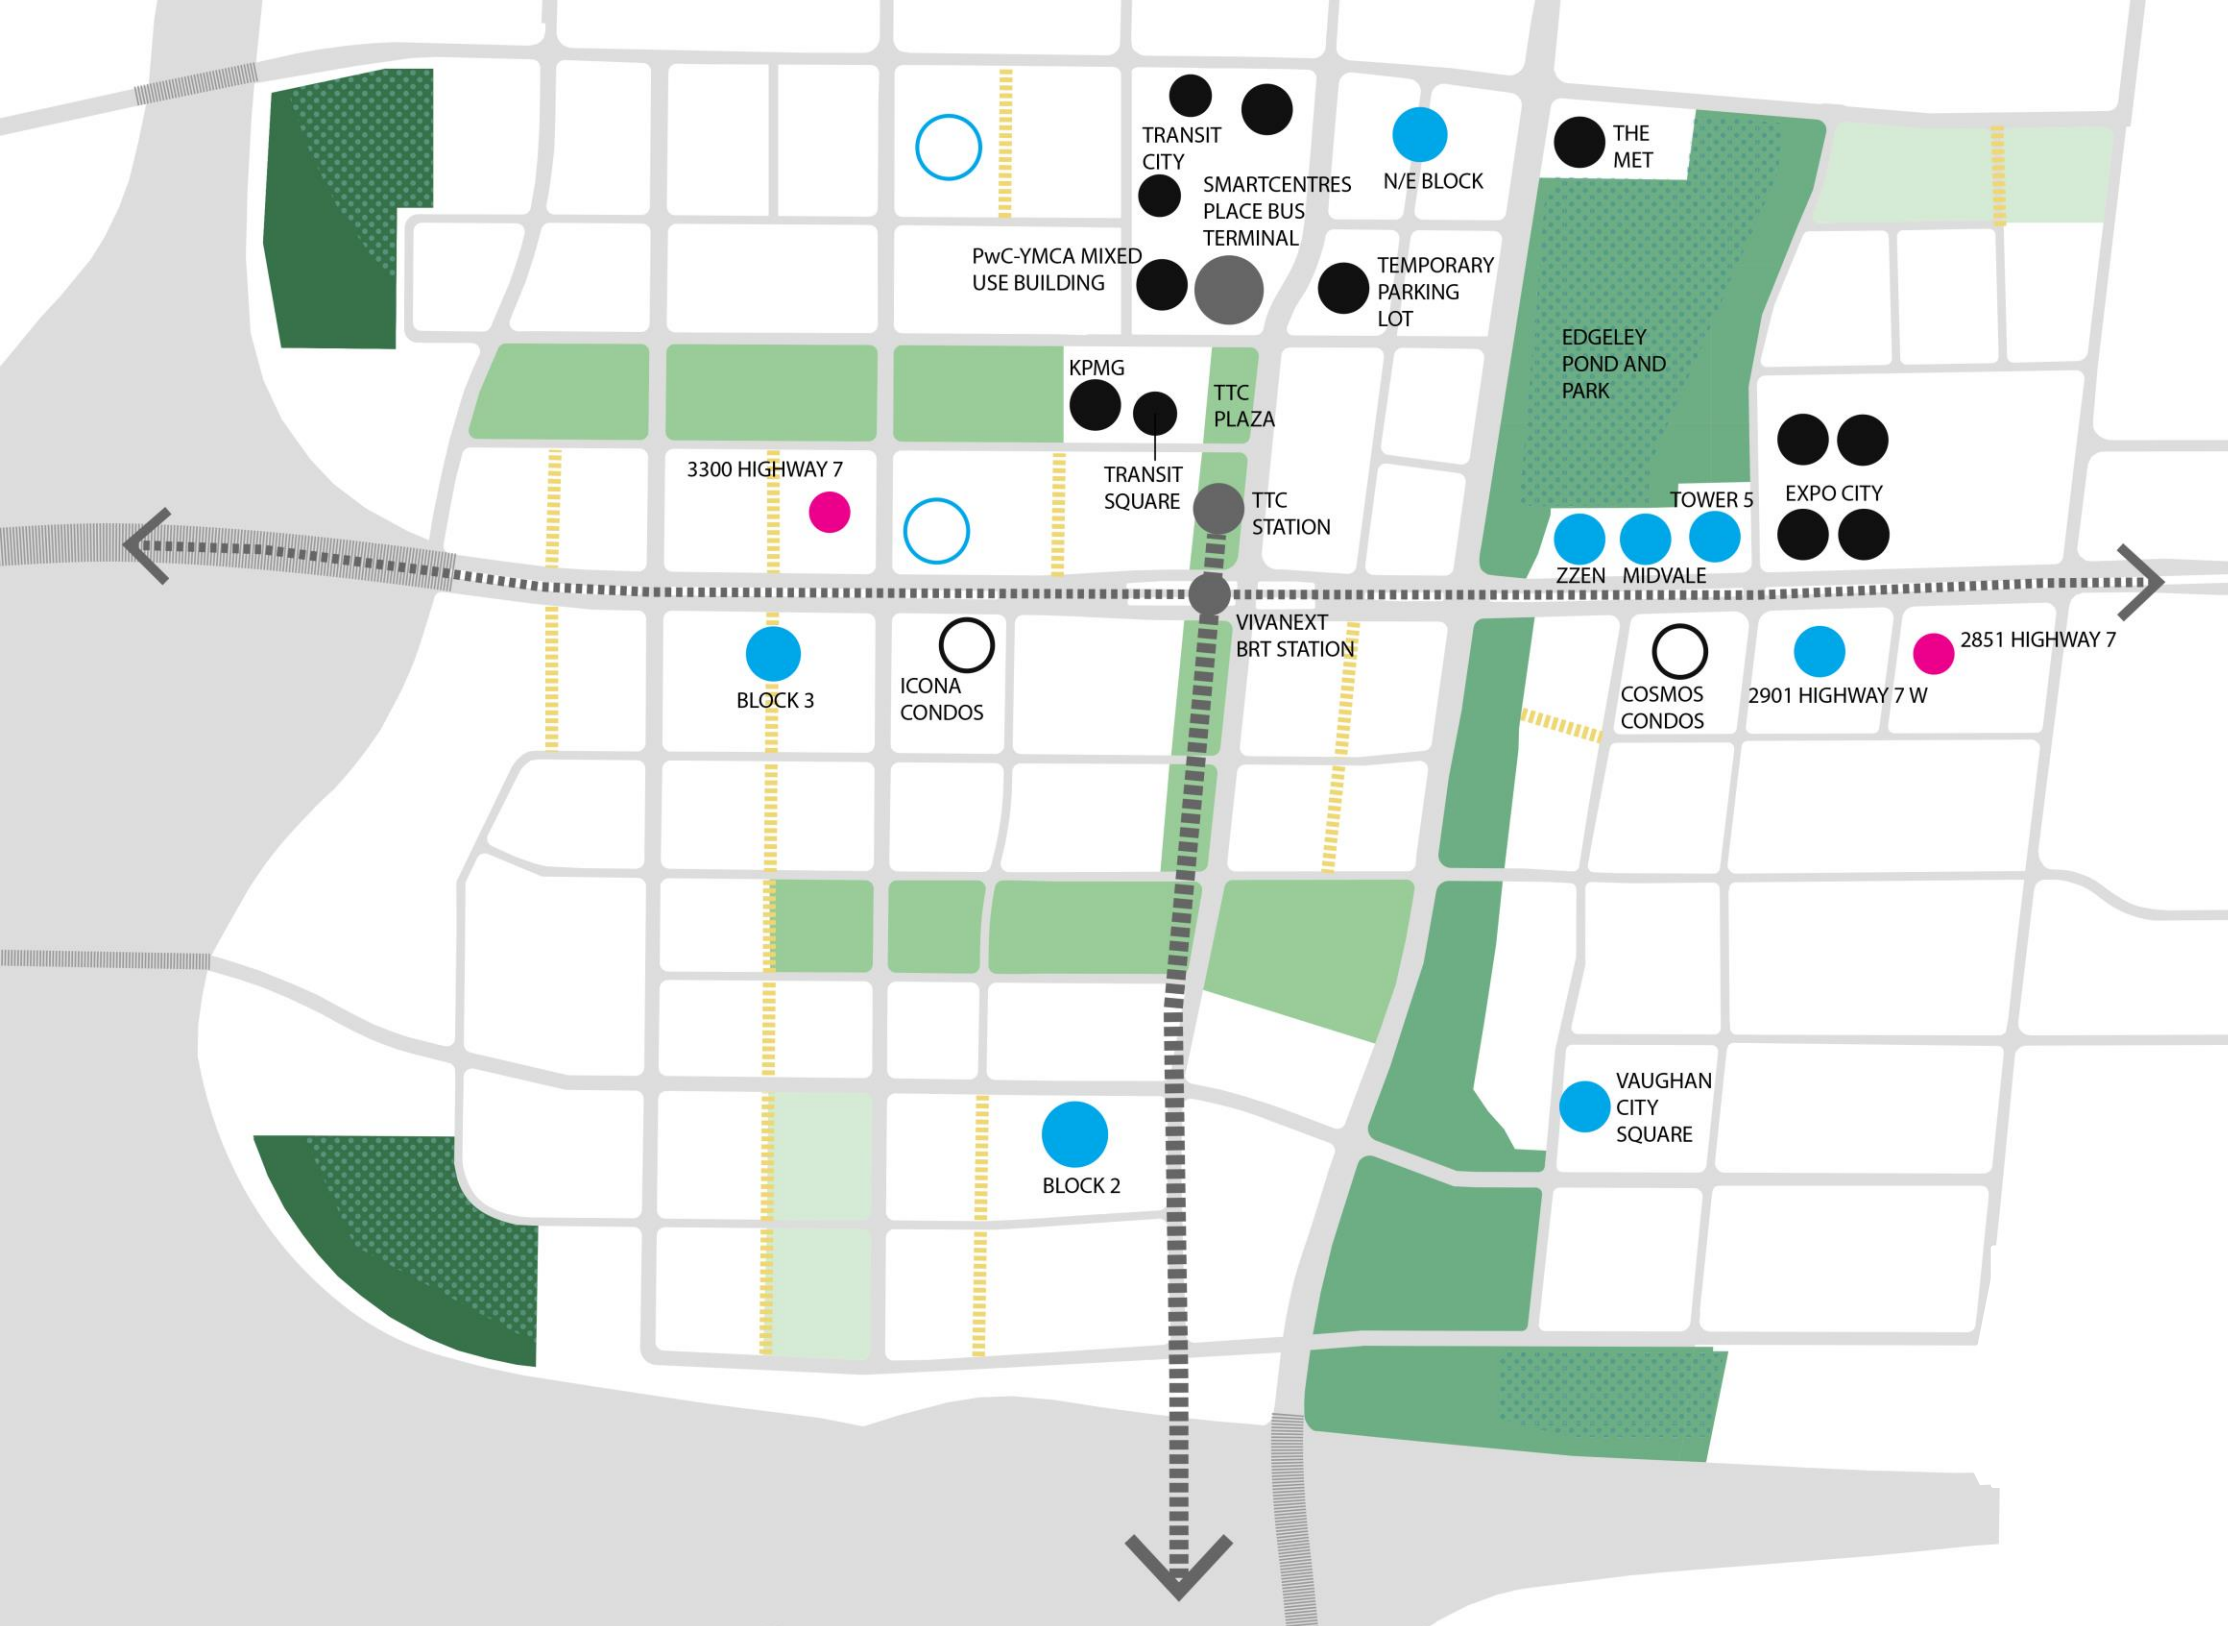 TRANSIT
CITY
THE
MET
N/E BLOCK
SMARTCENTRES
PLACE BUS
TERMINAL
PwC-YMCA MIXED
USE BUILDING
TEMPORARY
PARKING
LOT
EDGELEY
POND AND
PARK
KPMG
TTC
PLAZA
3300 HIGHWAY 7
TRANSIT
SQUARE
TTC
STATION
TOWER 5
EXPO CITY
ZZEN
MIDVALE
VIVANEXT
BRT STATION
2851 HIGHWAY 7
BLOCK 3
ICONA
CONDOS
COSMOS
CONDOS
2901 HIGHWAY 7 W
VAUGHAN
CITY
SQUARE
BLOCK 2